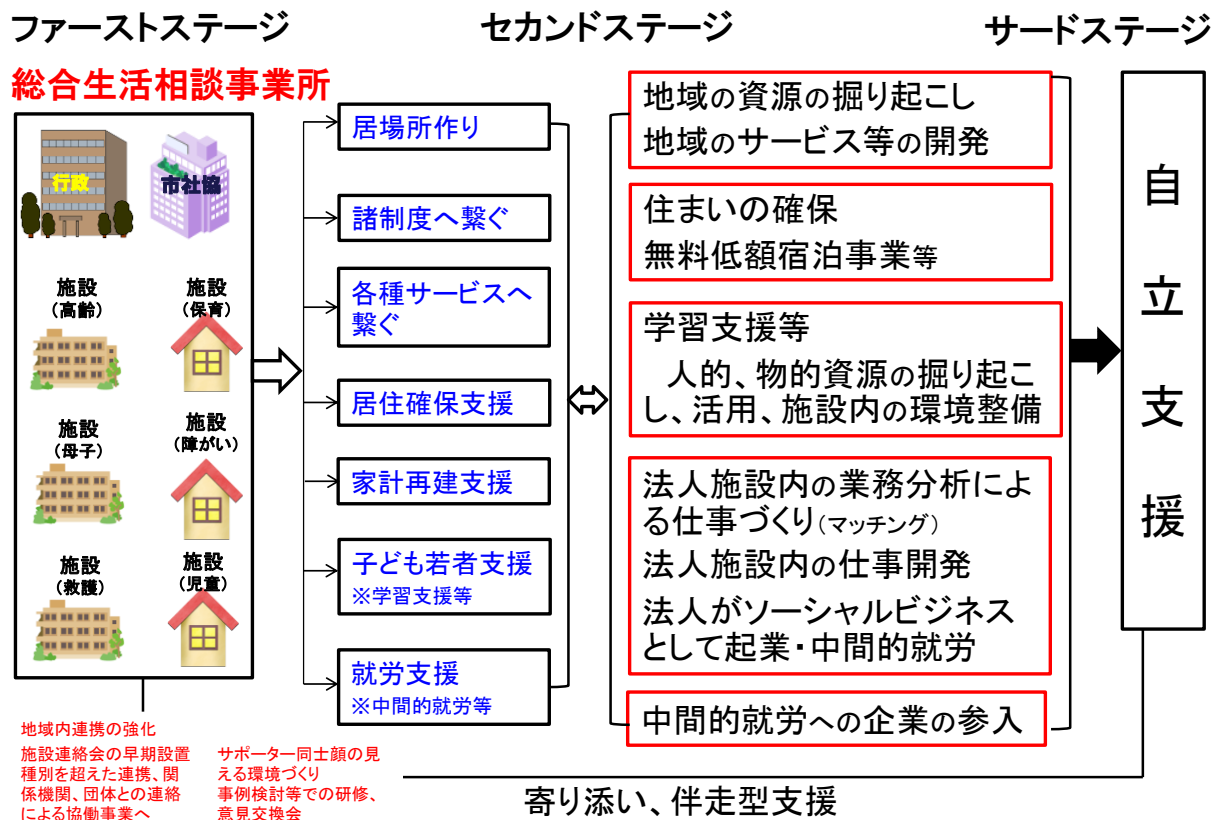 ファーストステージ
セカンドステージ
サードステージ
総合生活相談事業所
行政
市社協
施設
(高齢)
施設
(保育)
施設
(母子)
施設
(障がい)
施設
(救護)
施設
(児童)
地域内連携の強化
施設連絡会の早期設置
種別を超えた連携、関
係機関、団体との連絡
による協働事業へ
サポーター同士顔の見
える環境づくり
事例検討等での研修、
意見交換会
居場所作り
諸制度へ繋ぐ
各種サービスへ
繋ぐ
居住確保支援
家計再建支援
子ども若者支援
※学習支援等
就労支援
※中間的就労等
地域の資源の掘り起こし
地域のサービス等の開発
住まいの確保
無料低額宿泊事業等
学習支援等
人的、物的資源の掘り起こ
し、活用、施設内の環境整備
法人施設内の業務分析によ
る仕事づくり(マッチング)
法人施設内の仕事開発
法人がソーシャルビジネス
として起業・中間的就労
中間的就労への企業の参入
自立支援
寄り添い、伴走型支援